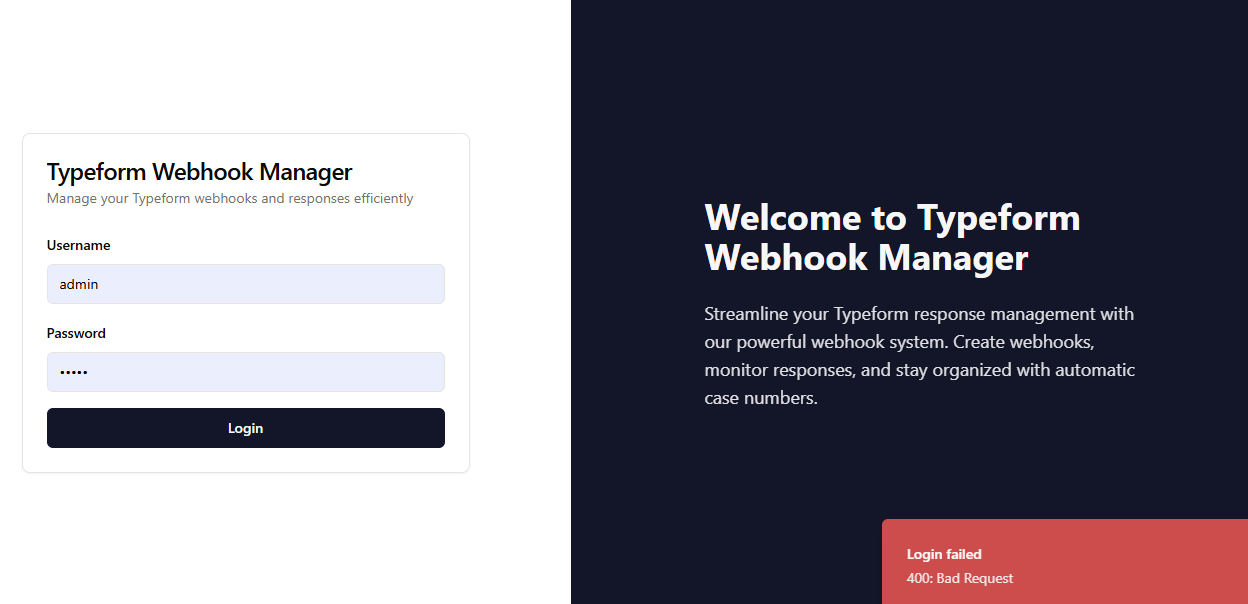 Typeform Webhook Manager
Manage your Typeform webhooks and responses efficiently
Username
admin
Password
•••••
Login
Welcome to Typeform
Webhook Manager
Streamline your Typeform response management with
our powerful webhook system. Create webhooks,
monitor responses, and stay organized with automatic
case numbers.
Login failed
400: Bad Request